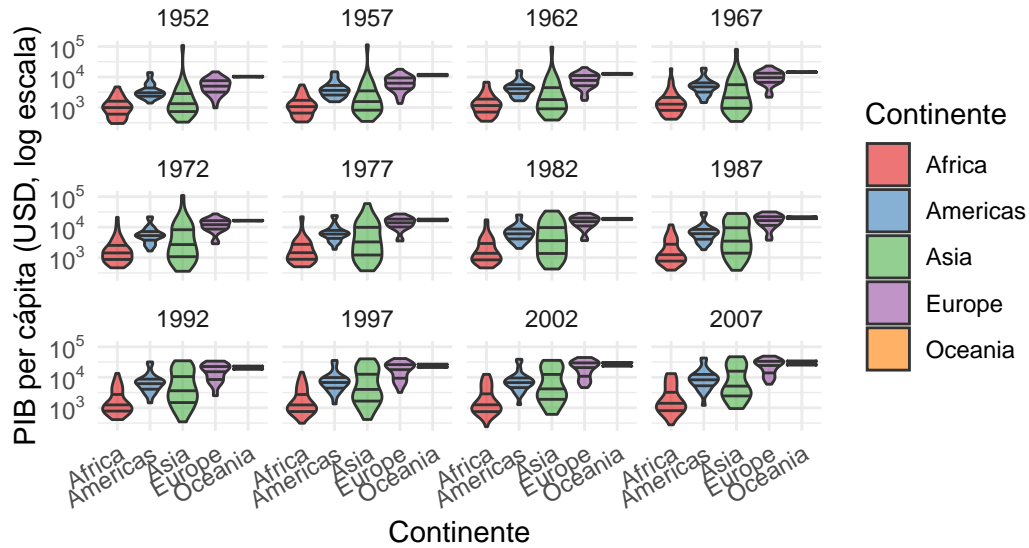 1952 1957 1962 1967
10^5
10^4
10^3
1972 1977 1982 1987
10^5
10^4
10^3
1992 1997 2002 2007
10^5
10^4
10^3
Africa Americas Asia Europe Oceania Africa Americas Asia Europe Oceania Africa Americas Asia Europe Oceania Africa Americas Asia Europe Oceania
Continente
PIB per cápita (USD, log escala)
Continente
Africa
Americas
Asia
Europe
Oceania